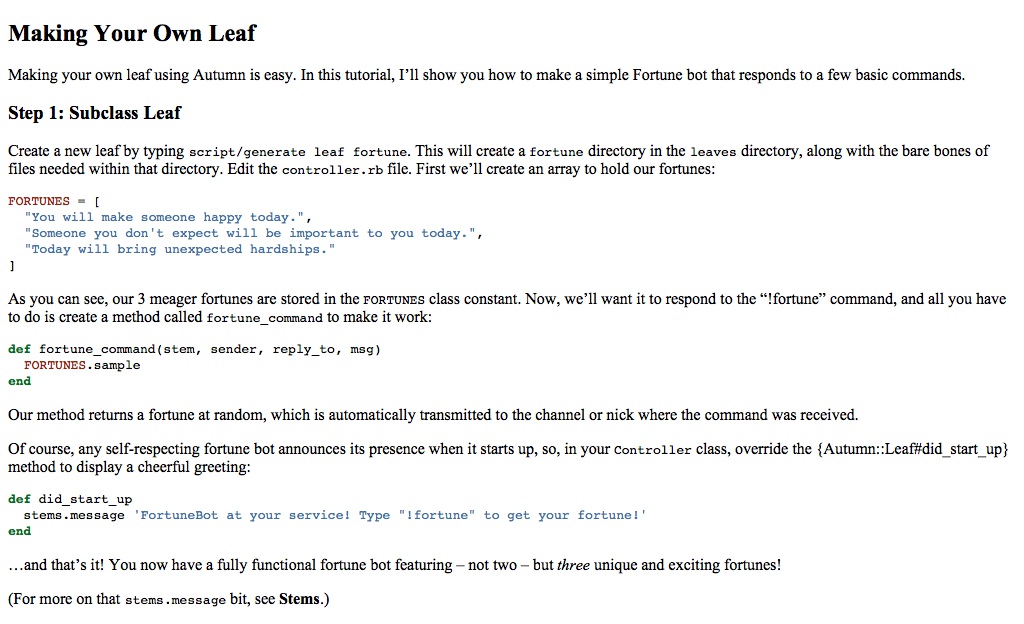 Making Your Own Leaf
Making your own leaf using Autumn is easy. In this tutorial, I’ll show you how to make a simple Fortune bot that responds to a few basic commands.
Step 1: Subclass Leaf
Create a new leaf by typing script/generate leaf fortune. This will create a fortune directory in the leaves directory, along with the bare bones of
files needed within that directory. Edit the controller.rb file. First we’ll create an array to hold our fortunes:
FORTUNES = [
  "You will make someone happy today.",
  "Someone you don't expect will be important to you today.",
  "Today will bring unexpected hardships."
]
As you can see, our 3 meager fortunes are stored in the FORTUNES class constant. Now, we’ll want it to respond to the “!fortune” command, and all you have
to do is create a method called fortune_command to make it work:
def fortune_command(stem, sender, reply_to, msg)
  FORTUNES.sample
end
Our method returns a fortune at random, which is automatically transmitted to the channel or nick where the command was received.
Of course, any self-respecting fortune bot announces its presence when it starts up, so, in your Controller class, override the {Autumn::Leaf#did_start_up}
method to display a cheerful greeting:
def did_start_up
  stems.message 'FortuneBot at your service! Type "!fortune" to get your fortune!'
end
…and that’s it! You now have a fully functional fortune bot featuring – not two – but three unique and exciting fortunes!
(For more on that stems.message bit, see Stems.)